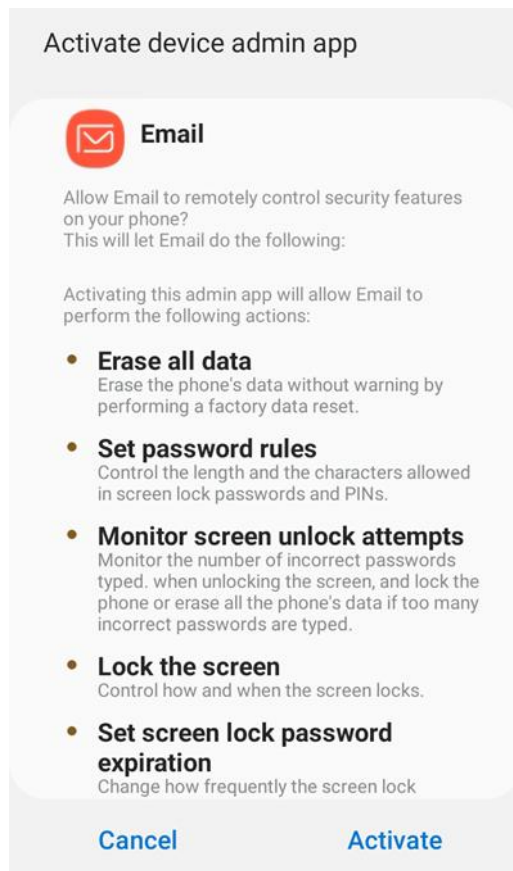 Activate device admin app
Email
Allow Email to remotely control security features
on your phone?
This will let Email do the following:
Activating this admin app will allow Email to
perform the following actions:
• Erase all data
Erase the phone's data without warning by
performing a factory data reset.
• Set password rules
Control the length and the characters allowed
in screen lock passwords and PINs.
• Monitor screen unlock attempts
Monitor the number of incorrect passwords
typed. when unlocking the screen, and lock the
phone or erase all the phone's data if too many
incorrect passwords are typed.
• Lock the screen
Control how and when the screen locks.
• Set screen lock password
expiration
Change how frequently the screen lock
Cancel Activate